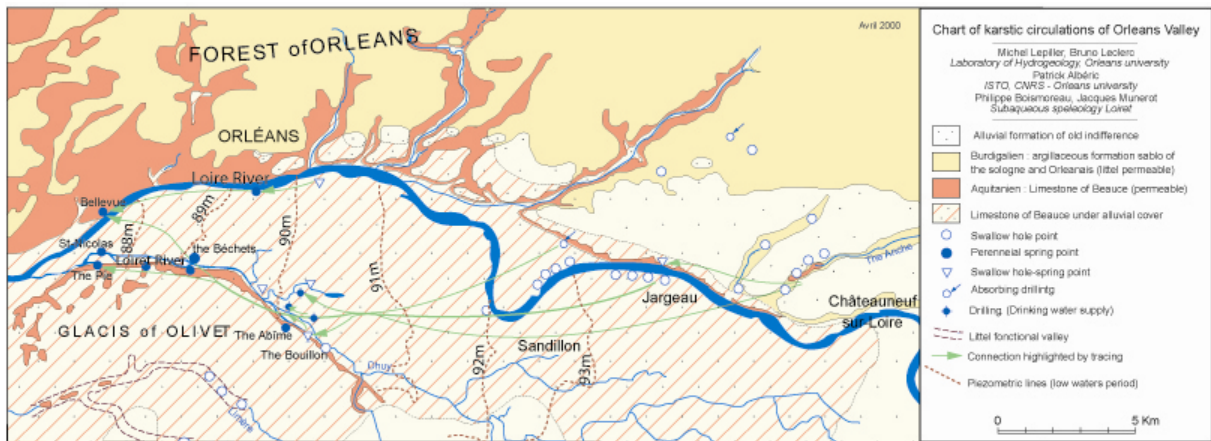 Avril 2000
FOREST of ORLEANS
ORLÉANS
Loire River
Bellevue
89m
88m
90m
St-Nicolas
the Béchets
Loiret River
The Pie
91m
The Anche
Jargeau
Châteauneuf
sur-Loire
GLACIS of OLIVET
The Abîme
The Bouillon
Sandillon
Dhuy
92m
93m
Limère
Chart of karstic circulations of Orleans Valley
Michel Lepiller, Bruno Leclerc
Laboratory of Hydrogeology, Orleans university
Patrick Albéric
ISTO, CNRS - Orleans university
Philippe Boismoreau, Jacques Munerot
Subaqueous speleology Loiret
Alluvial formation of old indifference
Burdigalien : argillaceous formation sablo of
the sologne and Orleanais (littel permeable)
Aquitanien : Limestone of Beauce (permeable)
Limestone of Beauce under alluvial cover
Swallow hole point
Perenneial spring point
Swallow hole-spring point
Absorbing drillintg
Drilling (Drinking water supply)
Littel fonctional valley
Connection highlighted by tracing
Piezometric lines (low waters period)
0 5 Km